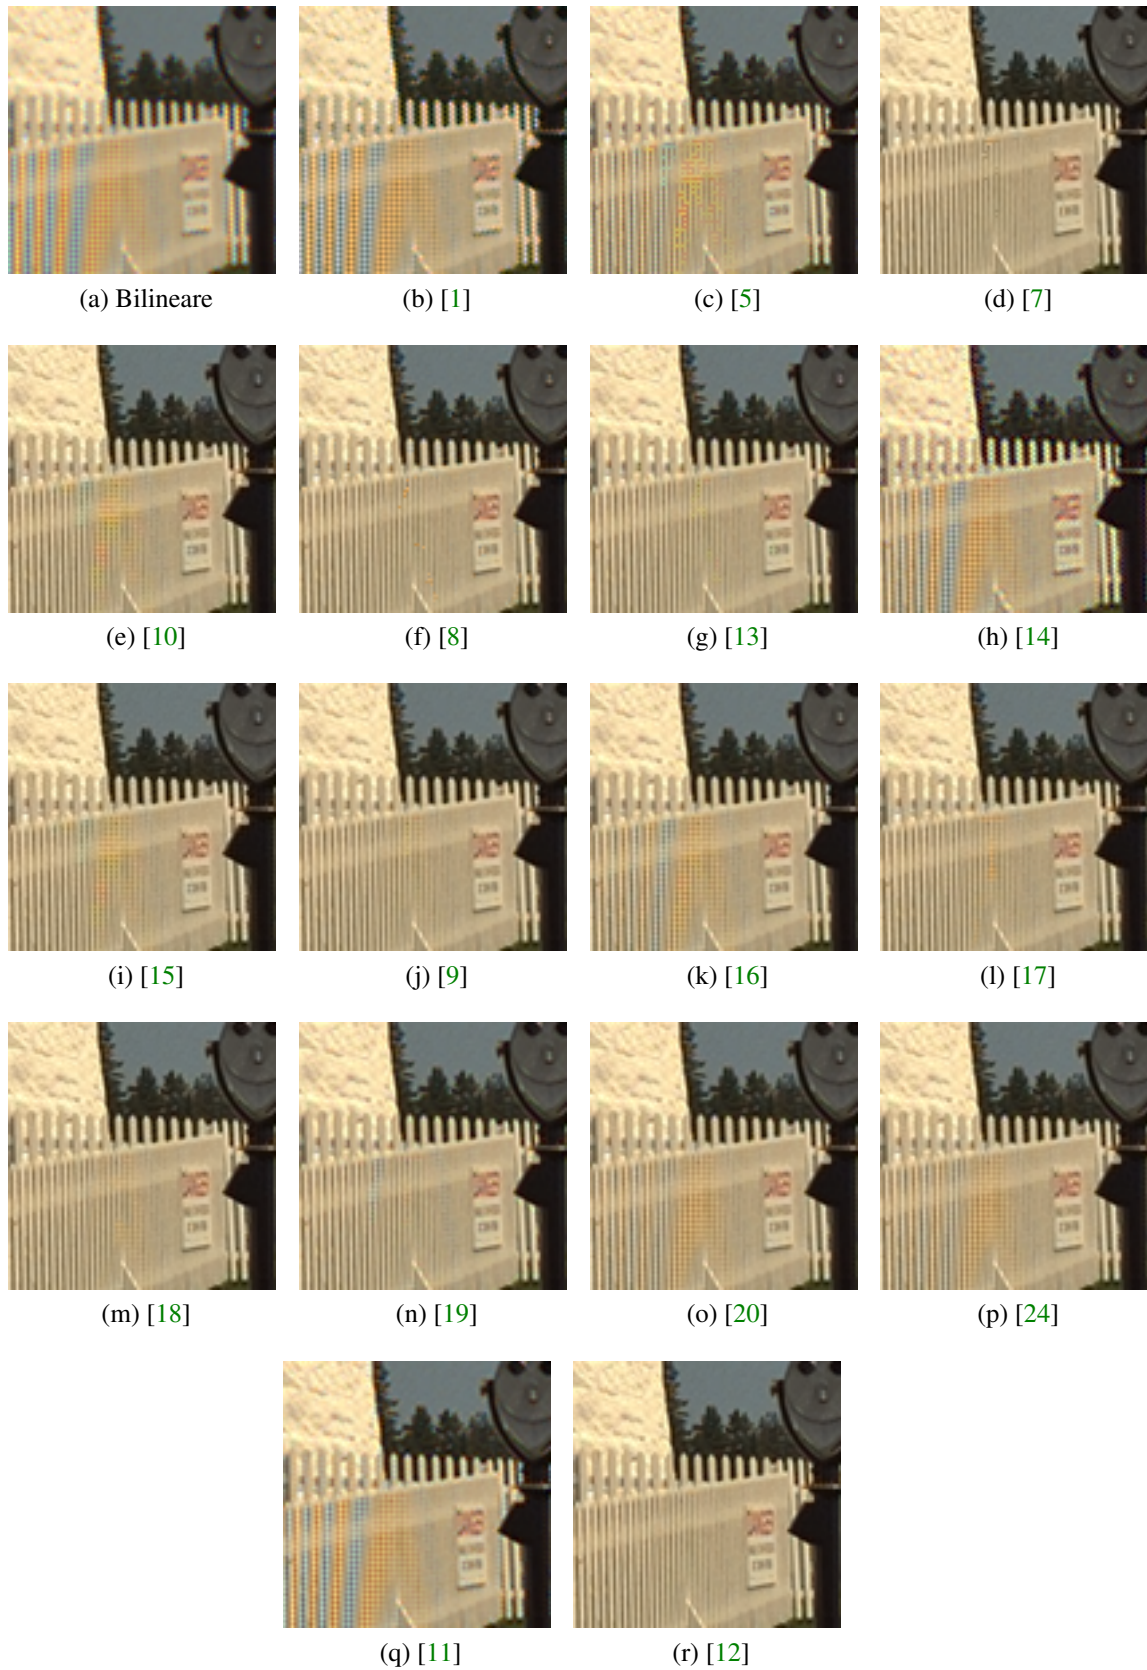 (a) Bilineare (b) [1] (c) [5] (d) [7]
(e) [10] (f) [8] (g) [13] (h) [14]
(i) [15] (j) [9] (k) [16] (l) [17]
(m) [18] (n) [19] (o) [20] (p) [24]
(q) [11] (r) [12]